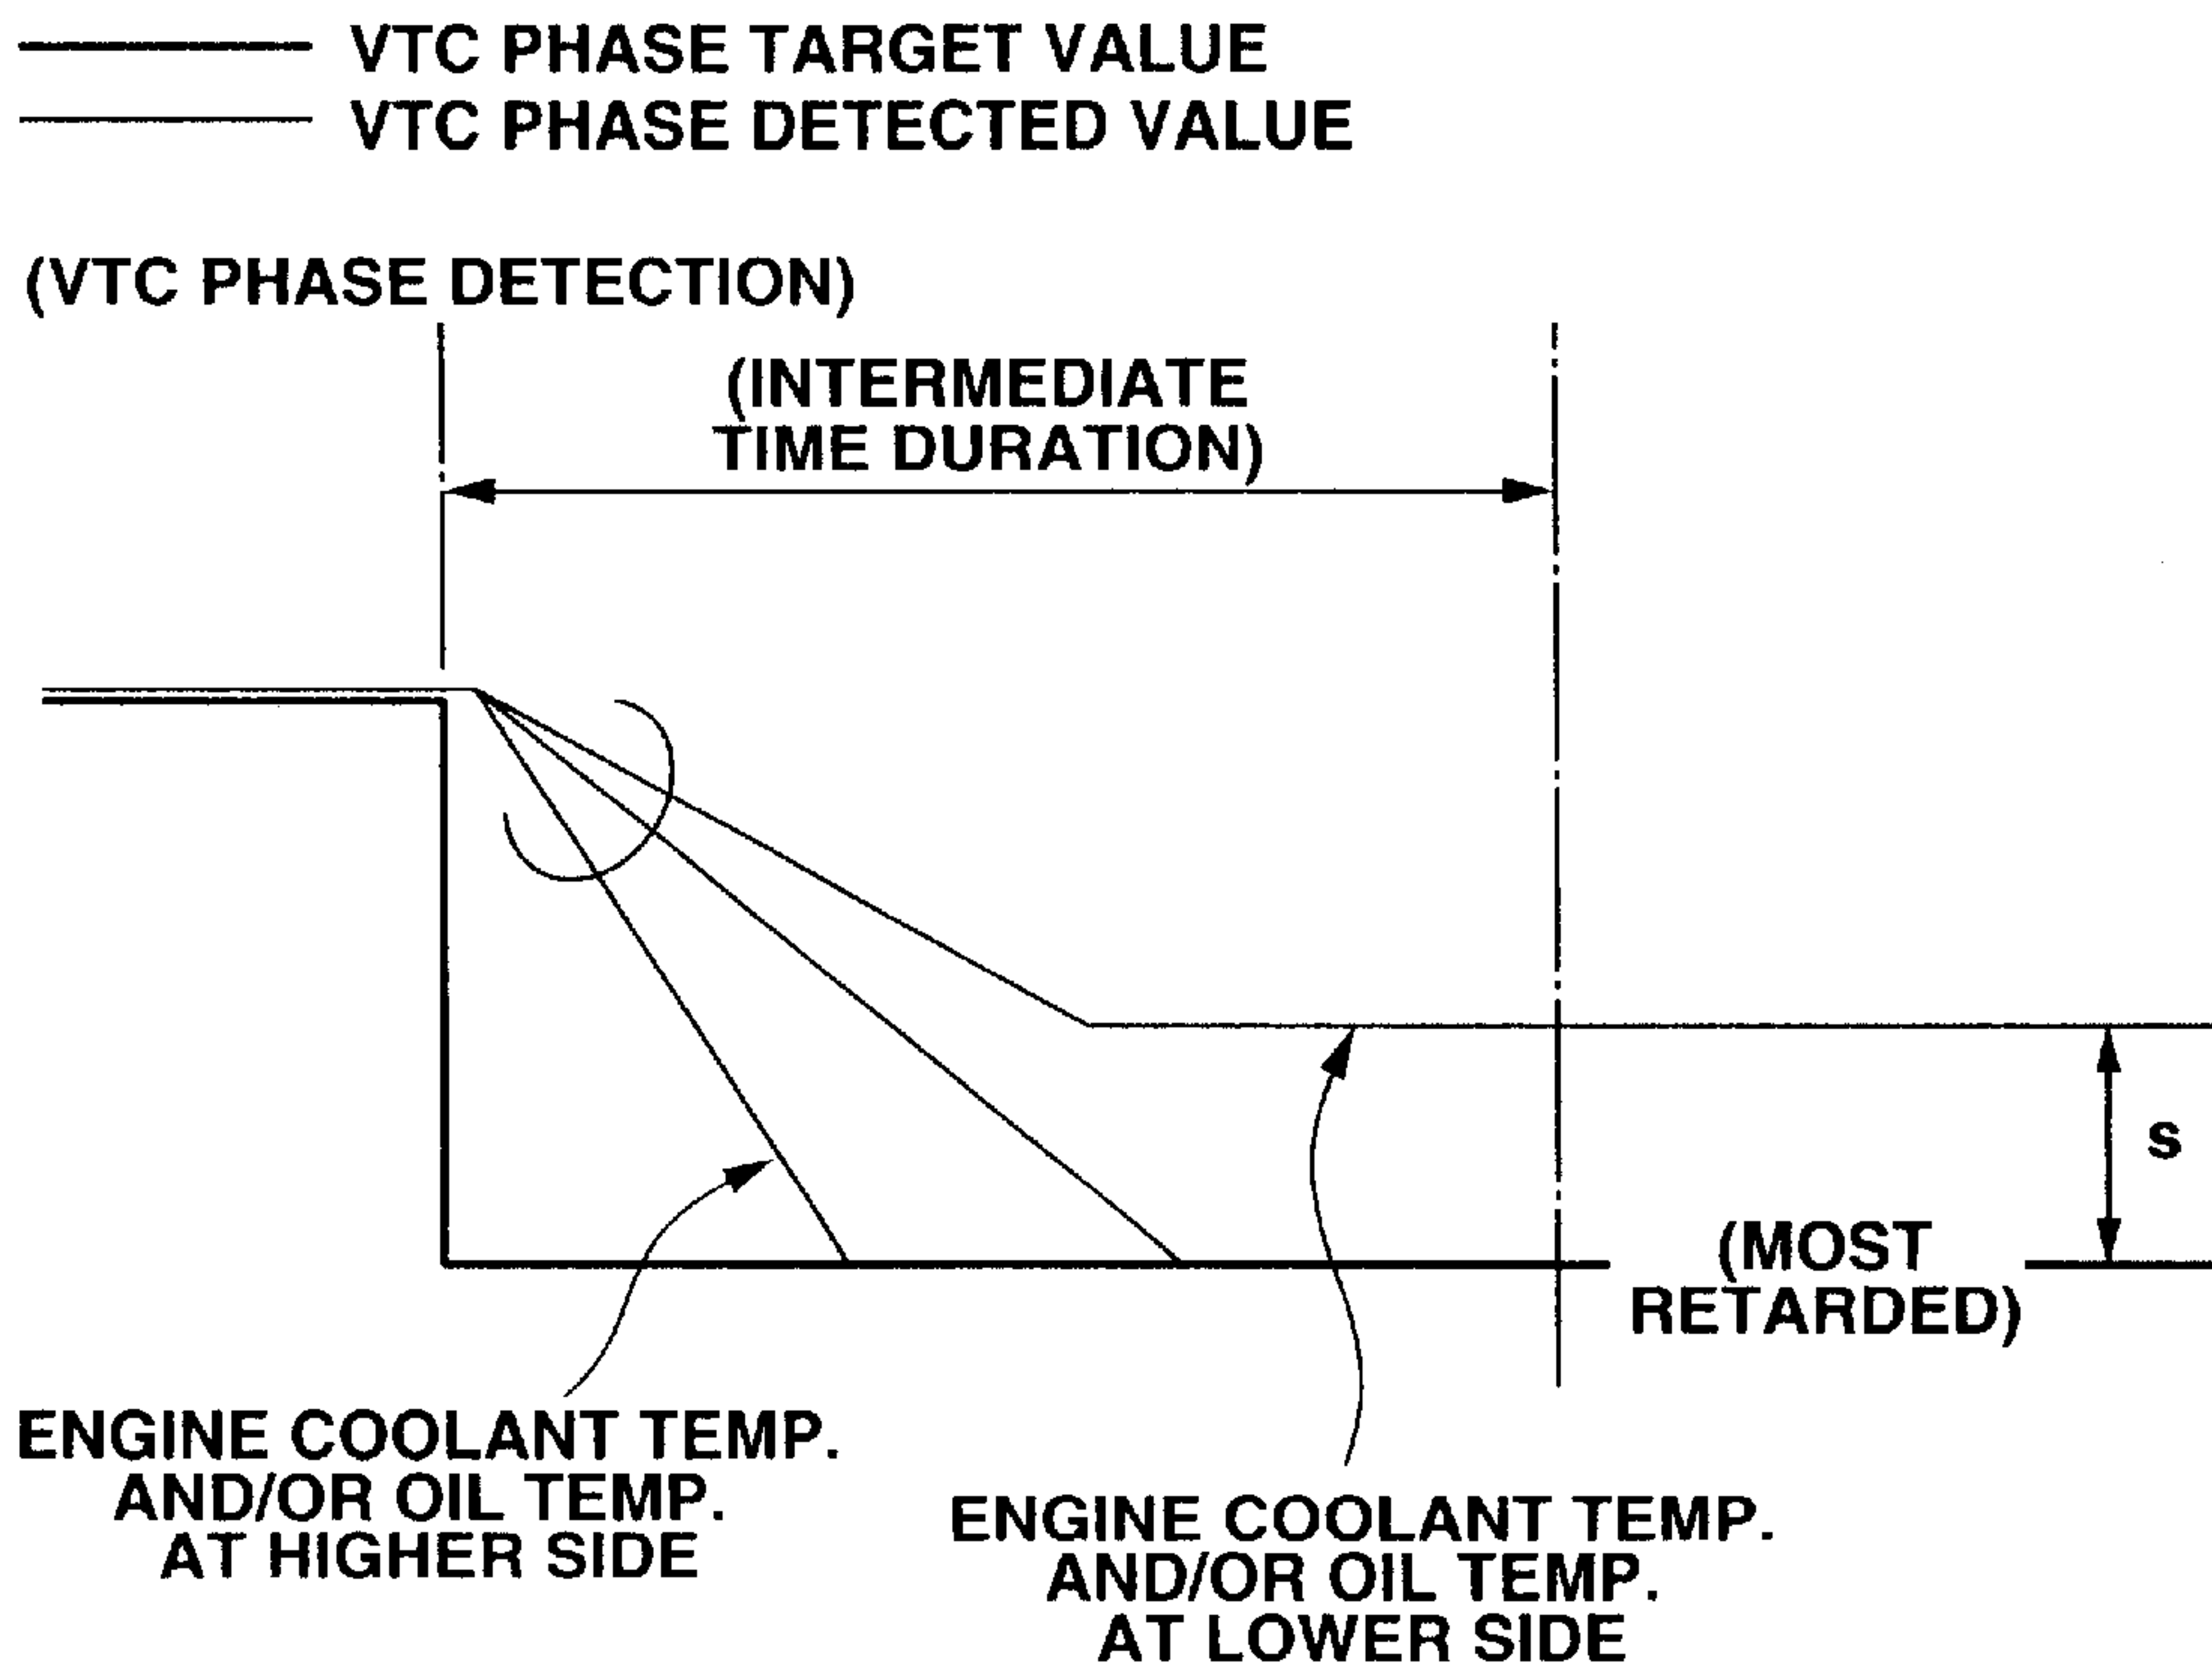 VTC PHASE TARGET VALUE
VTC PHASE DETECTED VALUE
(VTC PHASE DETECTION)
(INTERMEDIATE
TIME DURATION)
s
(MOST
RETARDED)
ENGINE COOLANT TEMP.
AND/OR OIL TEMP.
AT HIGHER SIDE
ENGINE COOLANT TEMP.
AND/OR OIL TEMP.
AT LOWER SIDE